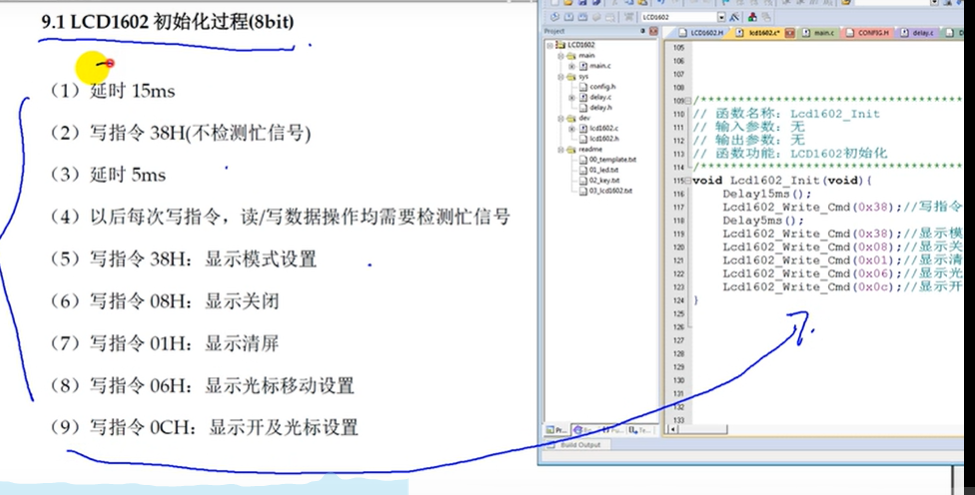 9.1 LCD1602 初始化过程(8bit)
（1）延时 15ms
（2）写指令 38H(不检测忙信号)
（3）延时 5ms
（4）以后每次写指令，读/写数据操作均需要检测忙信号
（5）写指令 38H：显示模式设置
（6）写指令 08H：显示关闭
（7）写指令 01H：显示清屏
（8）写指令 06H：显示光标移动设置
（9）写指令 0CH：显示开及光标设置
LCD1602
Project
LCD1602
main
main.c
sys
config.h
delay.c
delay.h
dev
lcd1602.c
lcd1602.h
readme
00_template.txt
01_led.txt
02_key.txt
03_lcd1602.txt
Build Output
LCD1602.H lcd1602.c* main.c CONFIG.H delay.c
105
106
107
108
109 /************************************
110 // 函数名称：Lcd1602_Init
111 // 输入参数：无
112 // 输出参数：无
113 // 函数功能：LCD1602初始化
114 /************************************
115 void Lcd1602_Init(void){
116 Delay15ms();
117 Lcd1602_Write_Cmd(0x38);//写指令
118 Delay5ms();
119 Lcd1602_Write_Cmd(0x38);//显示模
120 Lcd1602_Write_Cmd(0x08);//显示关
121 Lcd1602_Write_Cmd(0x01);//显示清
122 Lcd1602_Write_Cmd(0x06);//显示光
123 Lcd1602_Write_Cmd(0x0c);//显示开
124 }
125
126
127
128
129
130
131
132
133